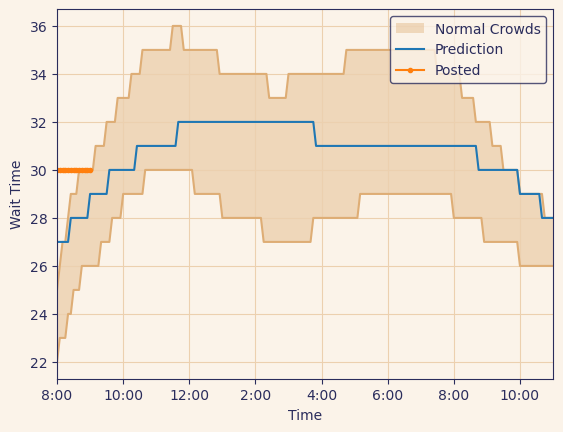 36
34
32
30
28
26
24
22
Wait Time
Normal Crowds
Prediction
Posted
8:00 10:00 12:00 2:00 4:00 6:00 8:00 10:00
Time